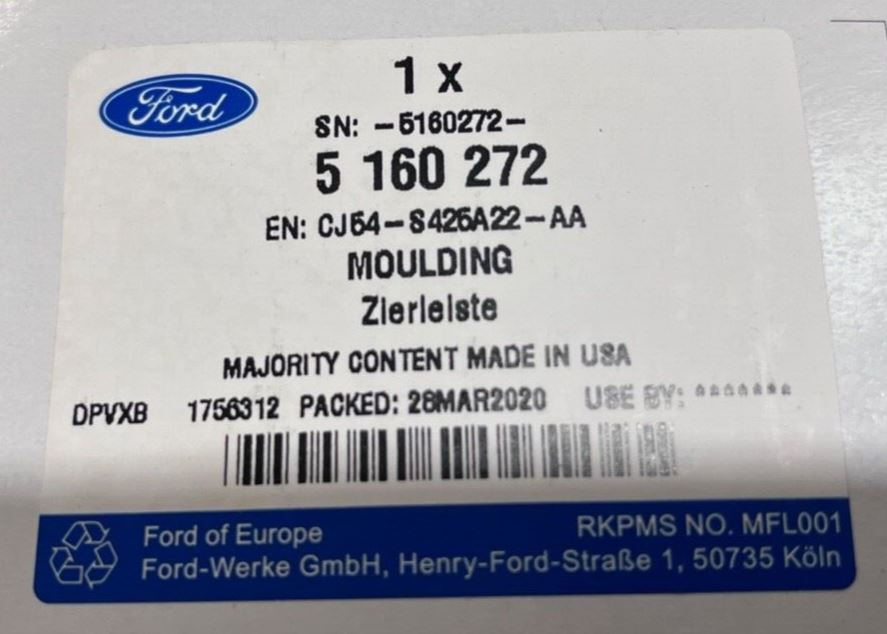 Ford
1 x
SN: -5160272-
5 160 272
EN: CJ54-S425A22-AA
MOULDING
Zierleiste
MAJORITY CONTENT MADE IN USA
DPVXB 1756312 PACKED: 28MAR2020 USE BY: *******
Ford of Europe
RKPMS NO. MFL001
Ford-Werke GmbH, Henry-Ford-Straße 1, 50735 Köln